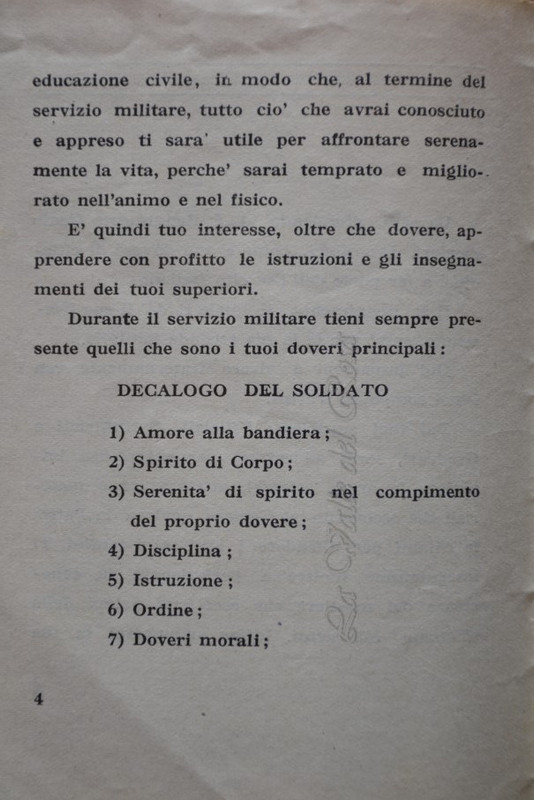 educazione civile, in modo che, al termine del
servizio militare, tutto cio' che avrai conosciuto
e appreso ti sara' utile per affrontare serena-
mente la vita, perche' sarai temprato e miglio-
rato nell'animo e nel fisico.
E' quindi tuo interesse, oltre che dovere, ap-
prendere con profitto le istruzioni e gli insegna-
menti dei tuoi superiori.
Durante il servizio militare tieni sempre pre-
sente quelli che sono i tuoi doveri principali :
DECALOGO DEL SOLDATO
1) Amore alla bandiera ;
2) Spirito di Corpo ;
3) Serenita' di spirito nel compimento
del proprio dovere ;
4) Disciplina ;
5) Istruzione ;
6) Ordine ;
7) Doveri morali ;
4